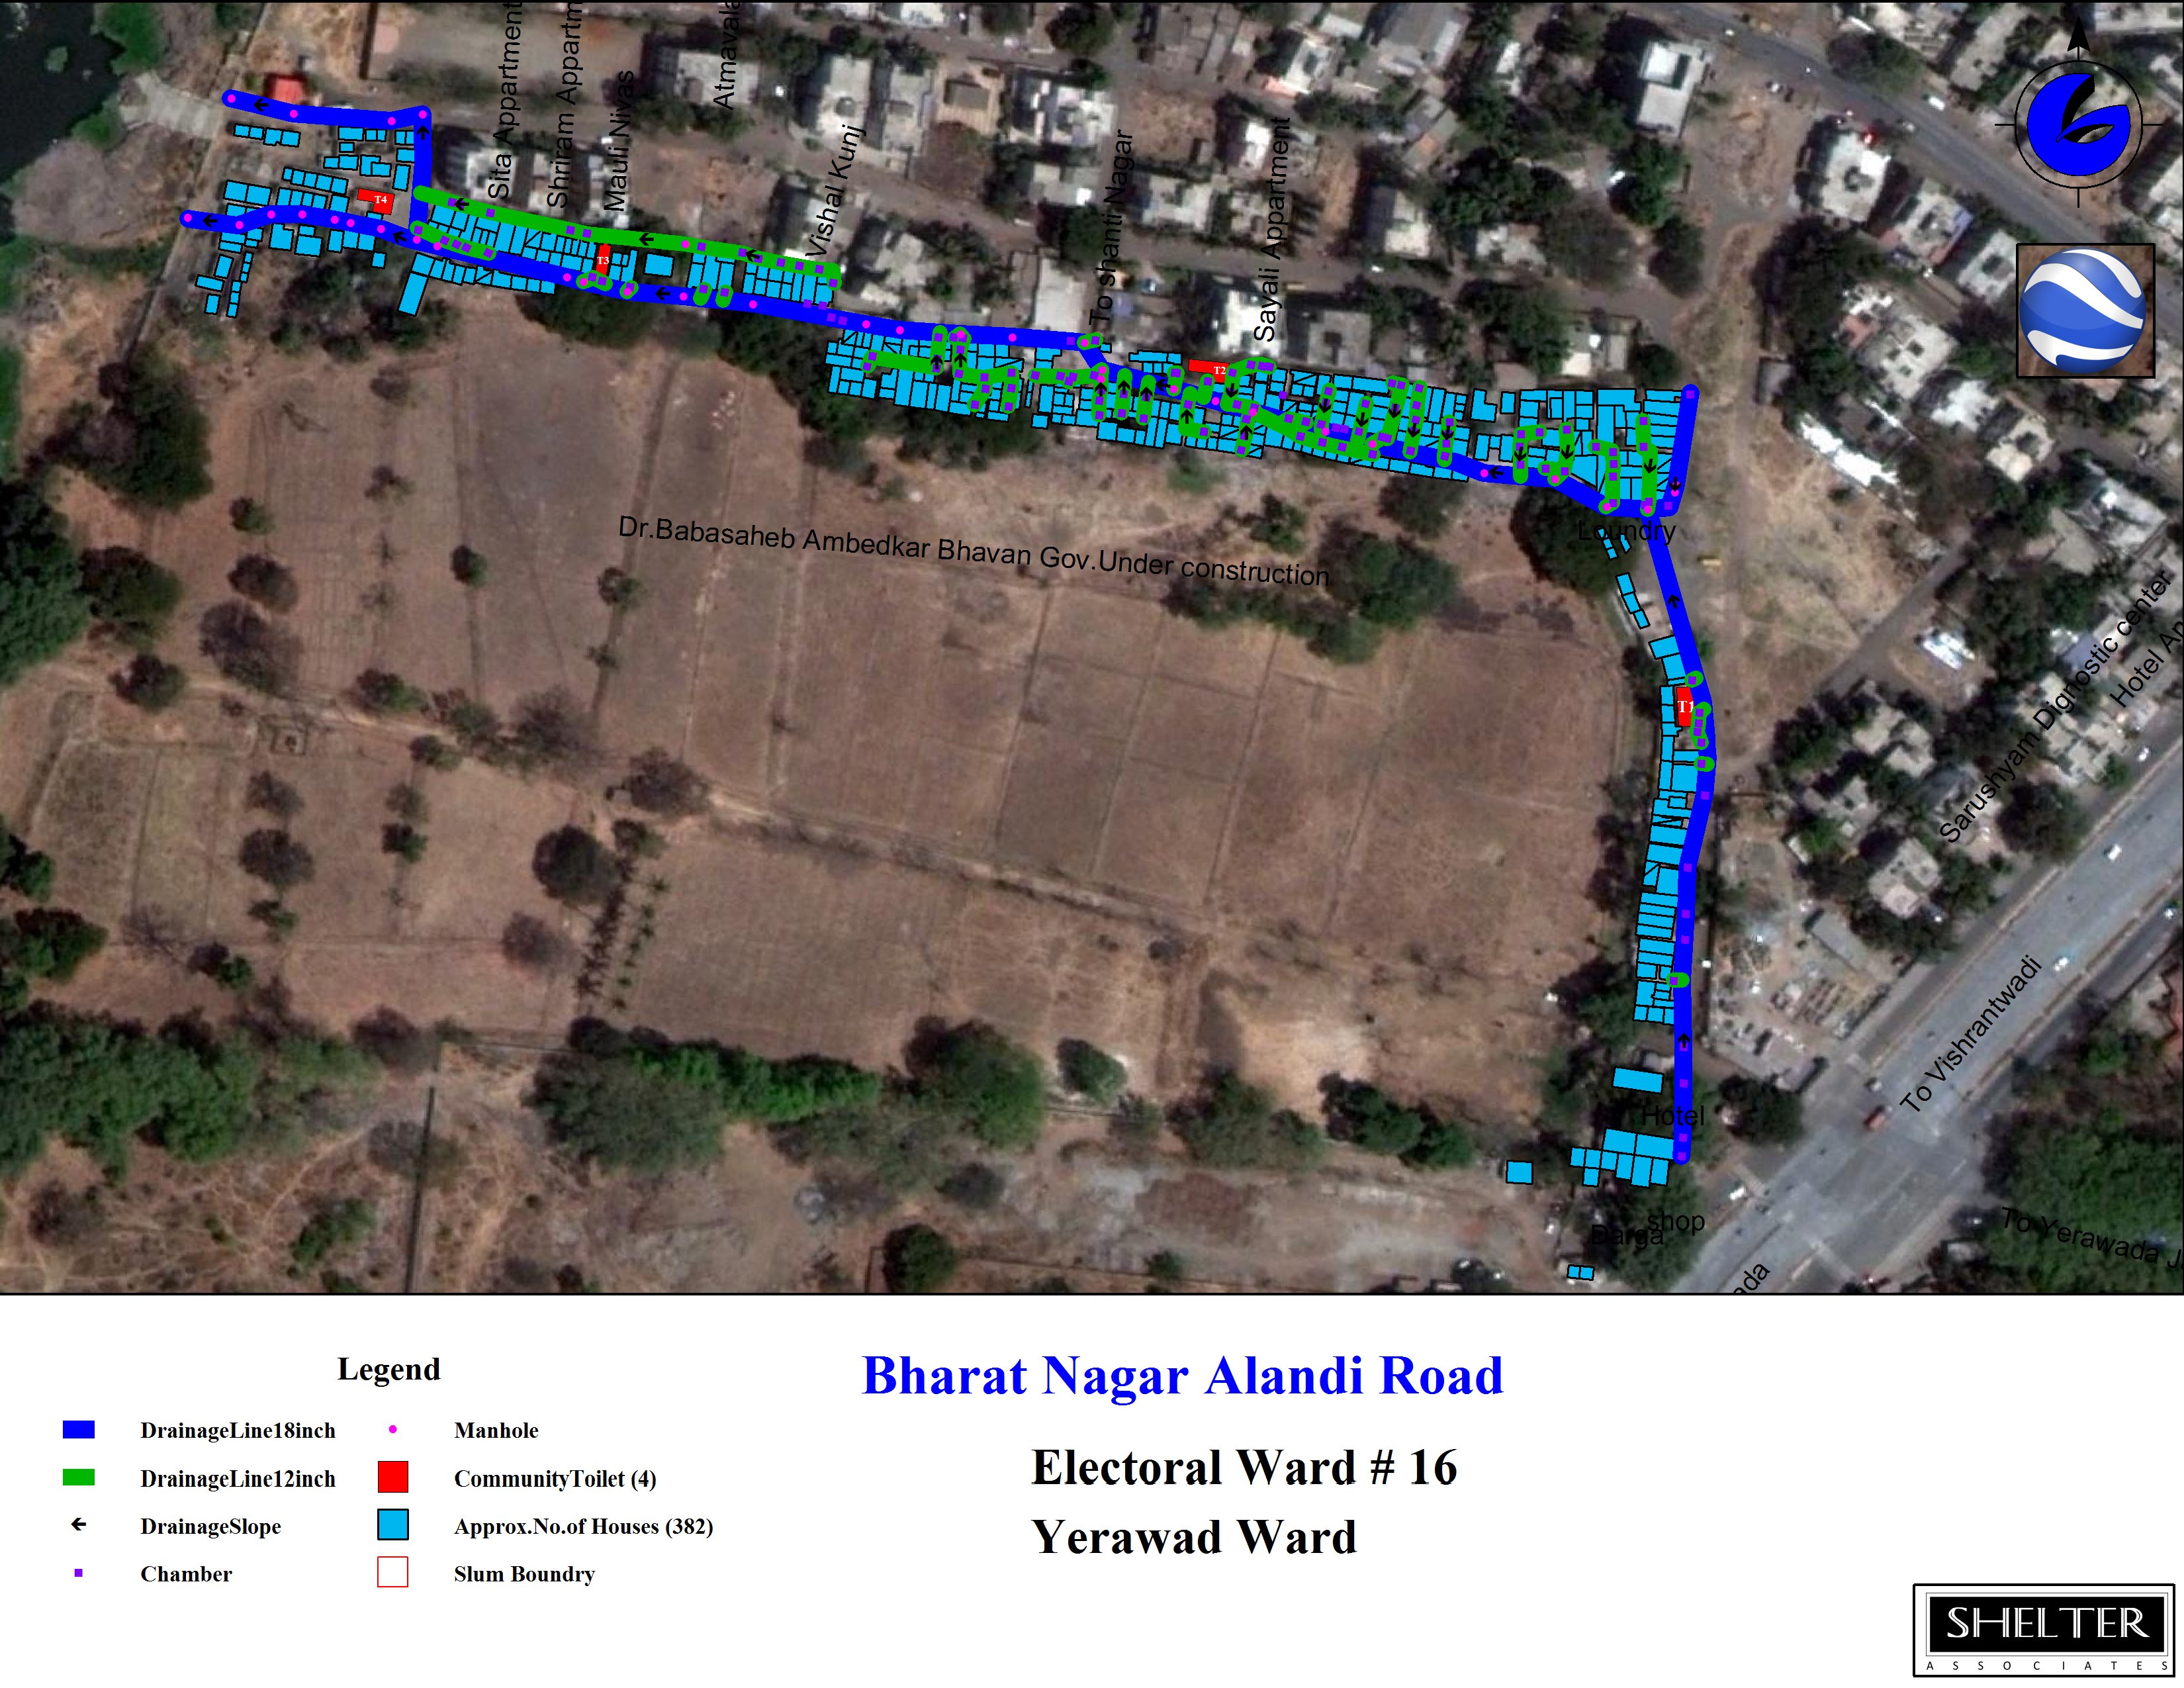 Sita Appartment
Shriram Appartm
Mauli Nivas
Atmavala
Vishal Kunj
To shanti Nagar
Sayali Appartment
T4
T3
T2
Dr.Babasaheb Ambedkar Bhavan Gov.Under construction
Loundry
T1
Sarushyam Dignostic center
Hotel
To Vishrantwadi
Hotel
shop
Darga
To Yerawada J
ada
Legend
DrainageLine18inch
DrainageLine12inch
DrainageSlope
Chamber
Manhole
CommunityToilet (4)
Approx.No.of Houses (382)
Slum Boundry
Bharat Nagar Alandi Road
Electoral Ward # 16
Yerawad Ward
SHELTER
ASSOCIATES